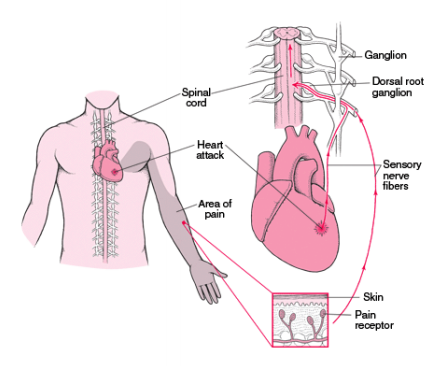 Ganglion
Dorsal root
ganglion
Spinal
cord
Heart
attack
Sensory
nerve
fibers
Area of
pain
Skin
Pain
receptor